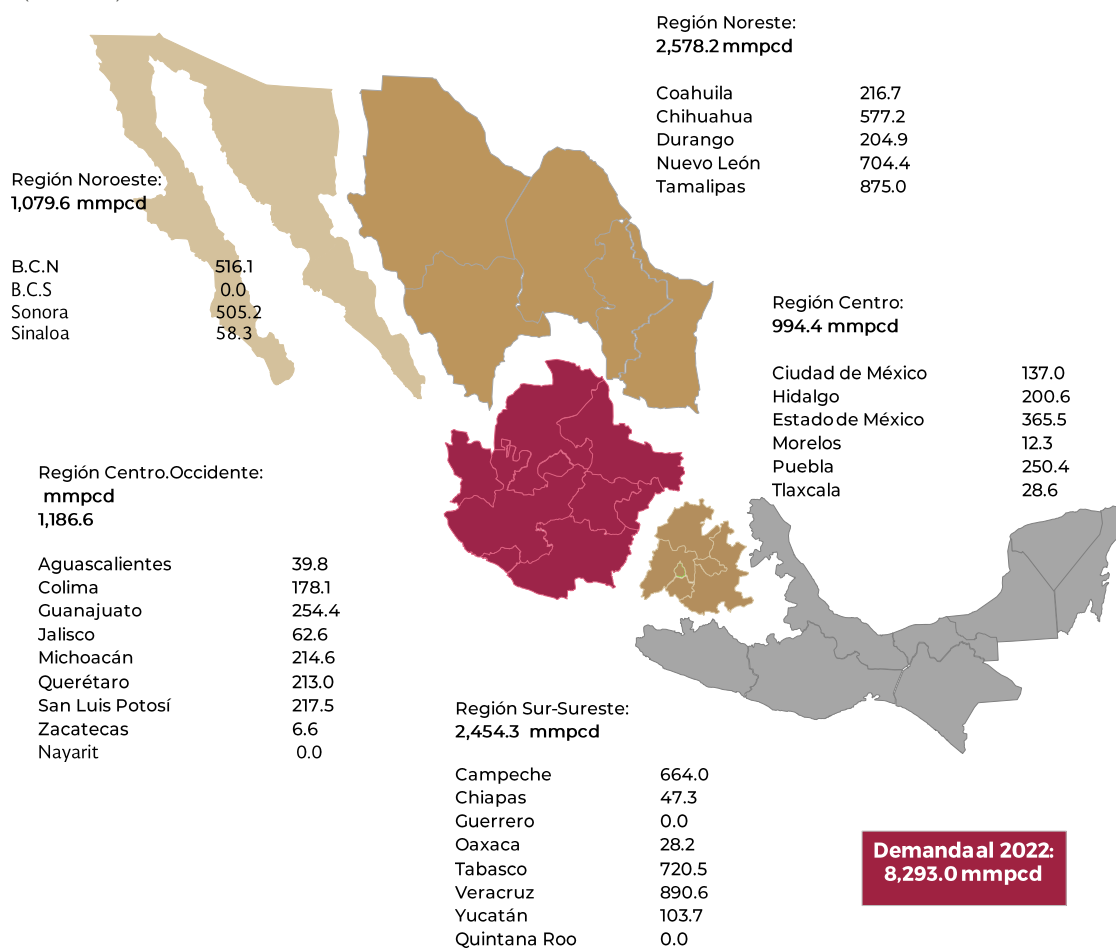 Región Noreste:
2,578.2 mmpcd
Coahuila 216.7
Chihuahua 577.2
Durango 204.9
Nuevo León 704.4
Tamalipas 875.0
Región Noroeste:
1,079.6 mmpcd
B.C.N 516.1
B.C.S 0.0
Sonora 505.2
Sinaloa 58.3
Región Centro:
994.4 mmpcd
Ciudad de México 137.0
Hidalgo 200.6
Estado de México 365.5
Morelos 12.3
Puebla 250.4
Tlaxcala 28.6
Región Centro.Occidente:
mmpcd
1,186.6
Aguascalientes 39.8
Colima 178.1
Guanajuato 254.4
Jalisco 62.6
Michoacán 214.6
Querétaro 213.0
San Luis Potosí 217.5
Zacatecas 6.6
Nayarit 0.0
Región Sur-Sureste:
2,454.3 mmpcd
Campeche 664.0
Chiapas 47.3
Guerrero 0.0
Oaxaca 28.2
Tabasco 720.5
Veracruz 890.6
Yucatán 103.7
Quintana Roo 0.0
Demanda al 2022:
8,293.0 mmpcd